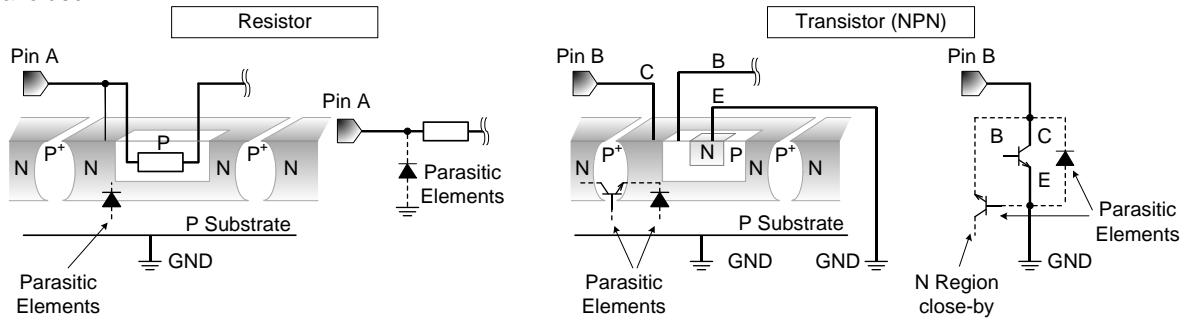 Resistor
Transistor (NPN)
Pin A
Pin B
C
B
E
Pin B
Pin A
B
C
E
N
P+
N
P
P+
N
N
N
P+
N
N
P
P+
N
Parasitic
Elements
P Substrate
GND
Parasitic
Elements
P Substrate
GND
GND
Parasitic
Elements
Parasitic
Elements
GND
N Region
close-by